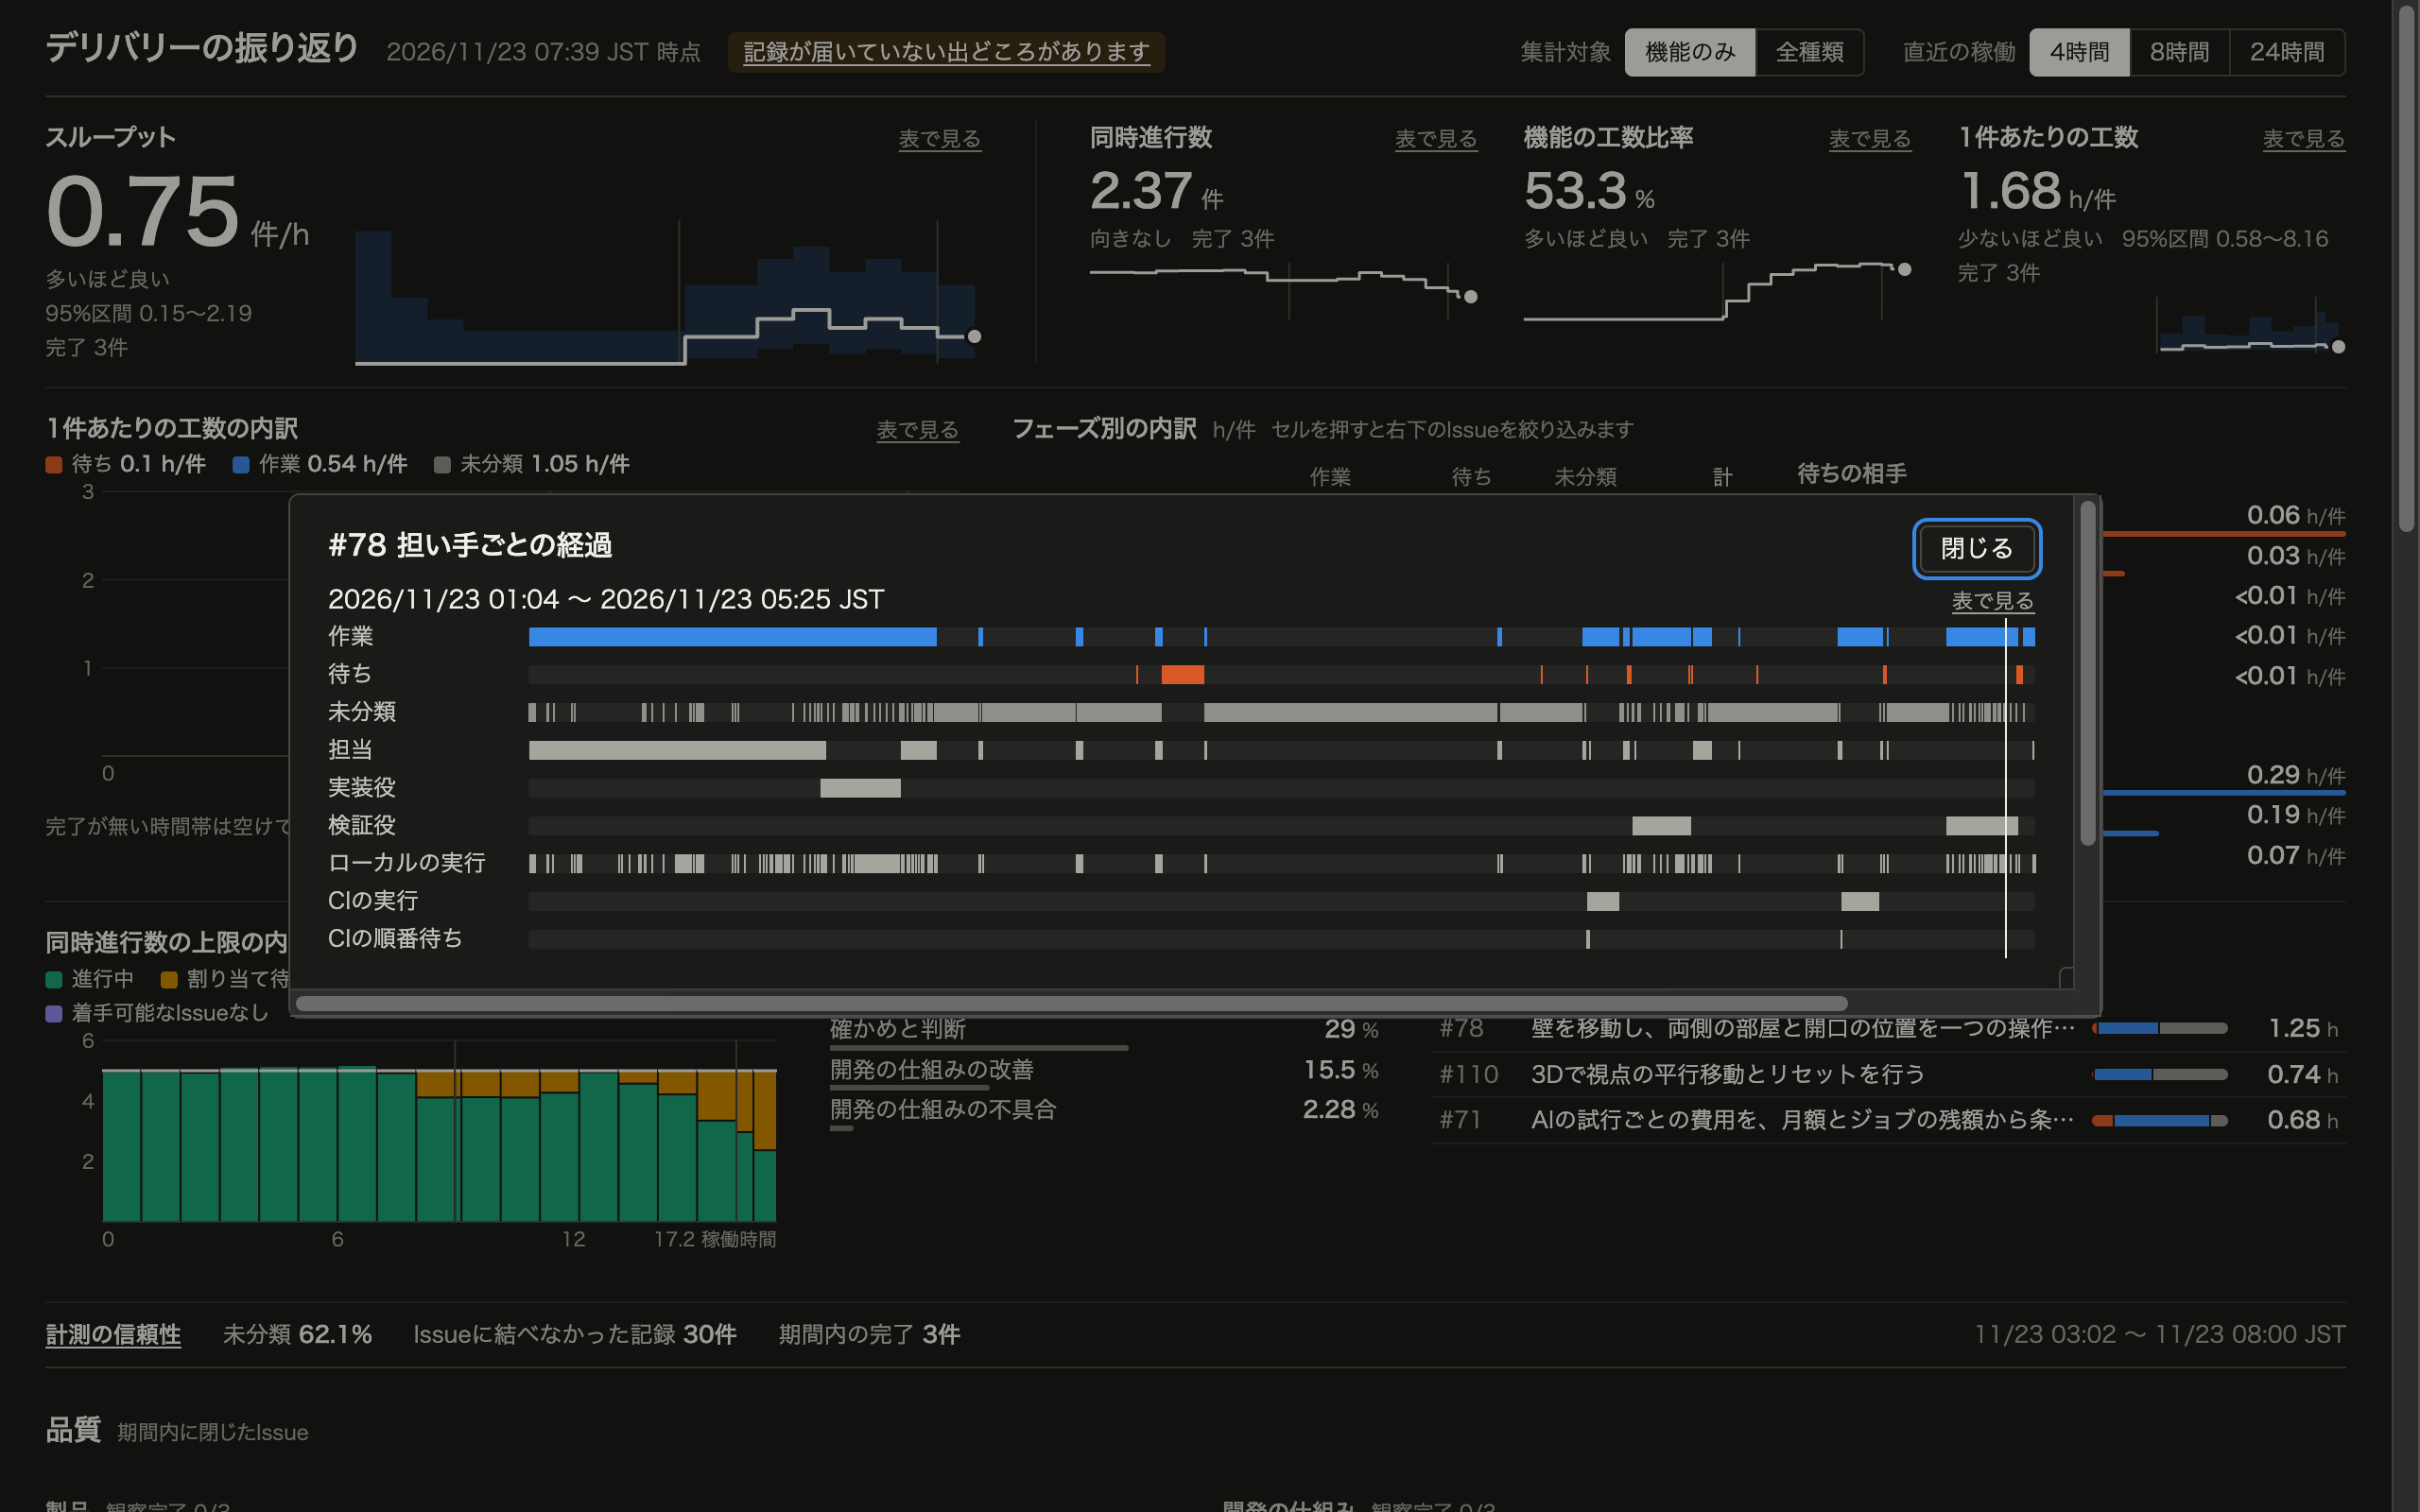 デリバリーの振り返り 2026/11/23 07:39 JST 時点 記録が届いていない出どころがあります 集計対象 機能のみ 全種類 直近の稼働 4時間 8時間 24時間
スループット 表で見る
0.75 件/h
多いほど良い
95%区間 0.15〜2.19
完了 3件
同時進行数 表で見る
2.37 件
向きなし 完了 3件
機能の工数比率 表で見る
53.3 %
多いほど良い 完了 3件
1件あたりの工数 表で見る
1.68 h/件
少ないほど良い 95%区間 0.58〜8.16
完了 3件
1件あたりの工数の内訳 表で見る
待ち 0.1 h/件 作業 0.54 h/件 未分類 1.05 h/件
3
2
1
0
完了が無い時間帯は空けて
フェーズ別の内訳 h/件 セルを押すと右下のIssueを絞り込みます
作業 待ち 未分類 計 待ちの相手
0.06 h/件
0.03 h/件
<0.01 h/件
<0.01 h/件
<0.01 h/件
0.29 h/件
0.19 h/件
0.07 h/件
#78 担い手ごとの経過 閉じる
2026/11/23 01:04 〜 2026/11/23 05:25 JST 表で見る
作業
待ち
未分類
担当
実装役
検証役
ローカルの実行
CIの実行
CIの順番待ち
同時進行数の上限の内
進行中 割り当て待
着手可能なIssueなし
6
4
2
0 6 12 17.2 稼働時間
確かめと判断 29 %
開発の仕組みの改善 15.5 %
開発の仕組みの不具合 2.28 %
#78 壁を移動し、両側の部屋と開口の位置を一つの操作… 1.25 h
#110 3Dで視点の平行移動とリセットを行う 0.74 h
#71 AIの試行ごとの費用を、月額とジョブの残額から条… 0.68 h
計測の信頼性 未分類 62.1% Issueに結べなかった記録 30件 期間内の完了 3件 11/23 03:02 〜 11/23 08:00 JST
品質 期間内に閉じたIssue
製品 観察完了 0/3
開発の仕組み 観察完了 0/3